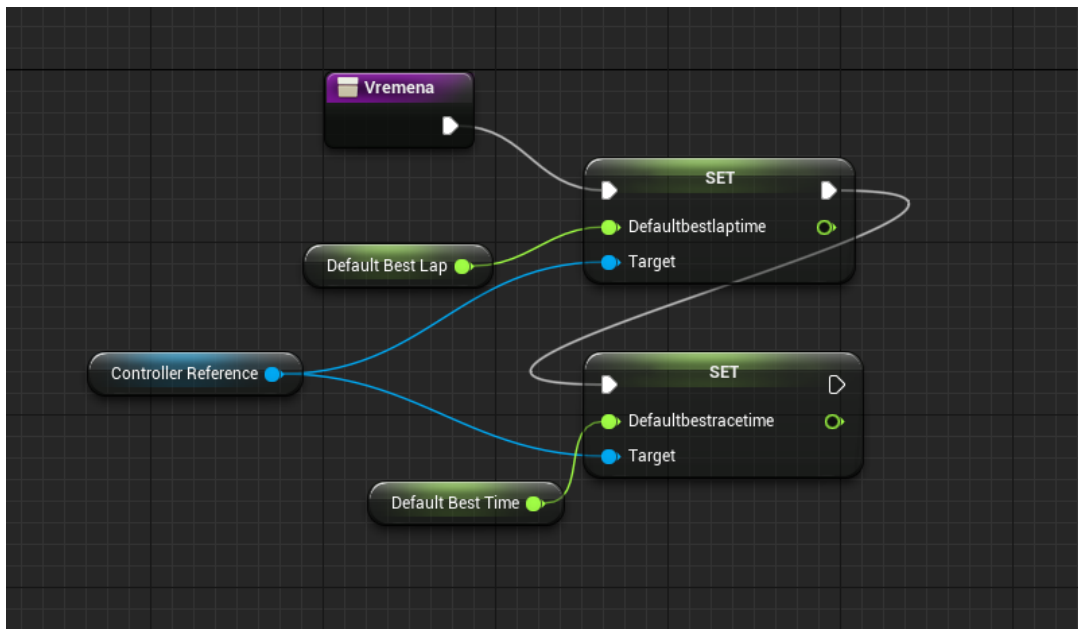 Vremena
SET
Defaultbestlaptime
Default Best Lap
Target
Controller Reference
SET
Defaultbestracetime
Target
Default Best Time